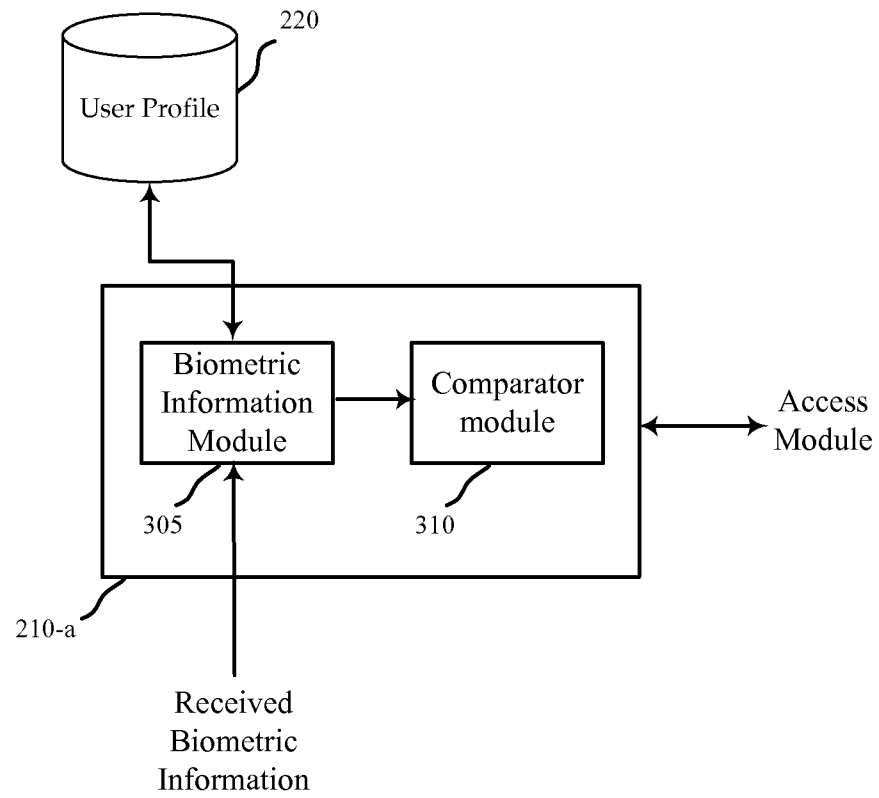 220
User Profile
Biometric
Information
Module
Comparator
module
Access
Module
305
310
210-a
Received
Biometric
Information